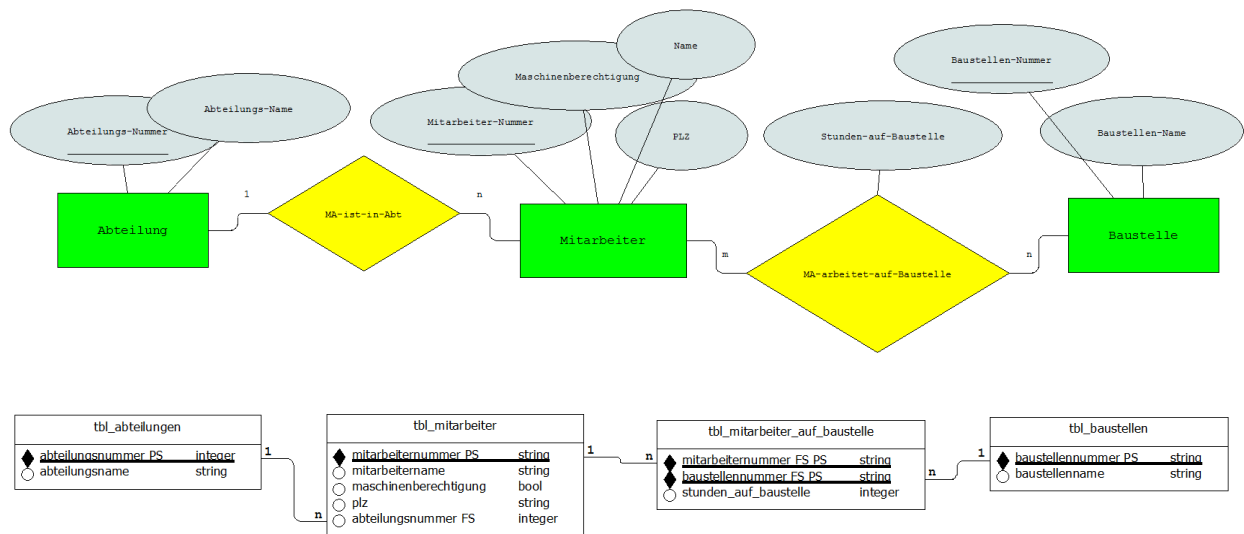 Name
Baustellen-Nummer
Maschinenberechtigung
Abteilungs-Name
Abteilungs-Nummer
Mitarbeiter-Nummer
PLZ
Stunden-auf-Baustelle
Baustellen-Name
1
n
MA-ist-in-Abt
Abteilung
Mitarbeiter
Baustelle
m
n
MA-arbeitet-auf-Baustelle
tbl_abteilungen
abteilungsnummer PS integer
abteilungsname string
1
n
tbl_mitarbeiter
mitarbeiternummer PS string
mitarbeitername string
maschinenberechtigung bool
plz string
abteilungsnummer FS integer
1
n
tbl_mitarbeiter_auf_baustelle
mitarbeiternummer FS PS string
baustellennummer FS PS string
stunden_auf_baustelle integer
n
1
tbl_baustellen
baustellennummer PS string
baustellenname string